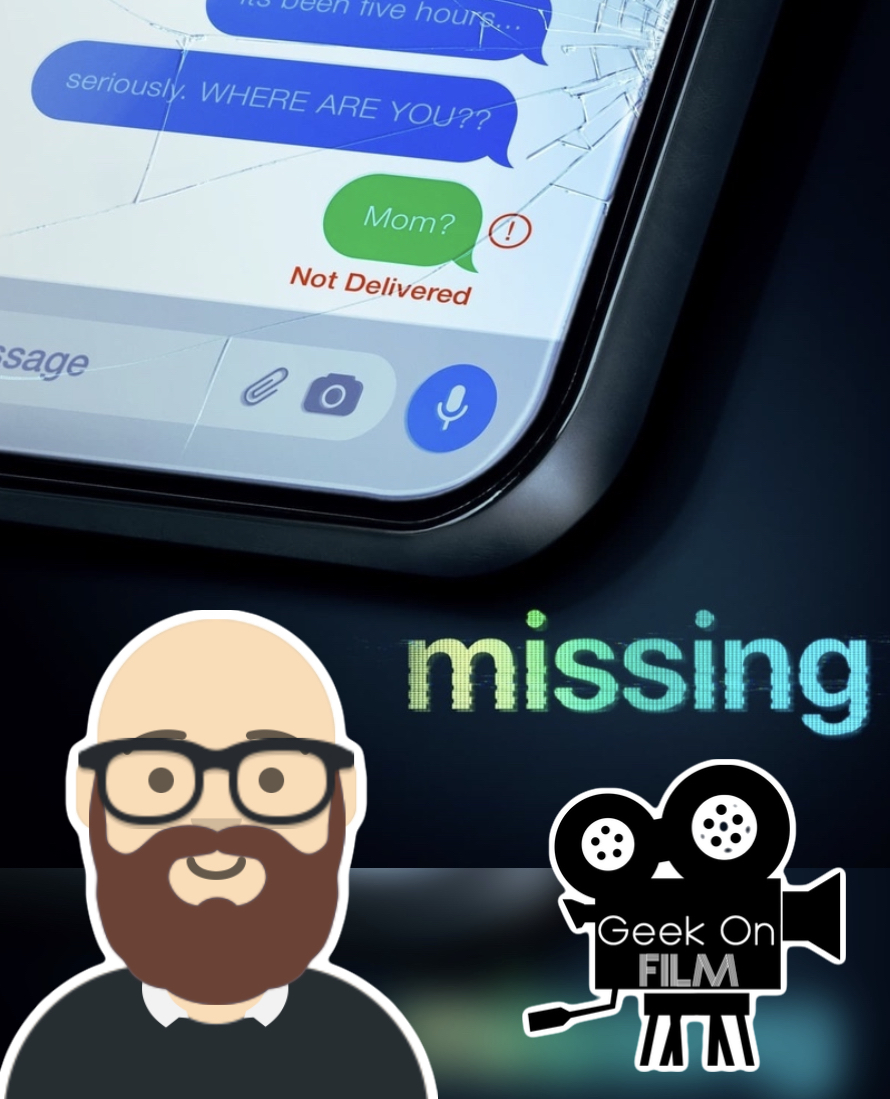 its been five hours...
seriously. WHERE ARE YOU??
Mom?
!
Not Delivered
ssage
missing
Geek On
FILM